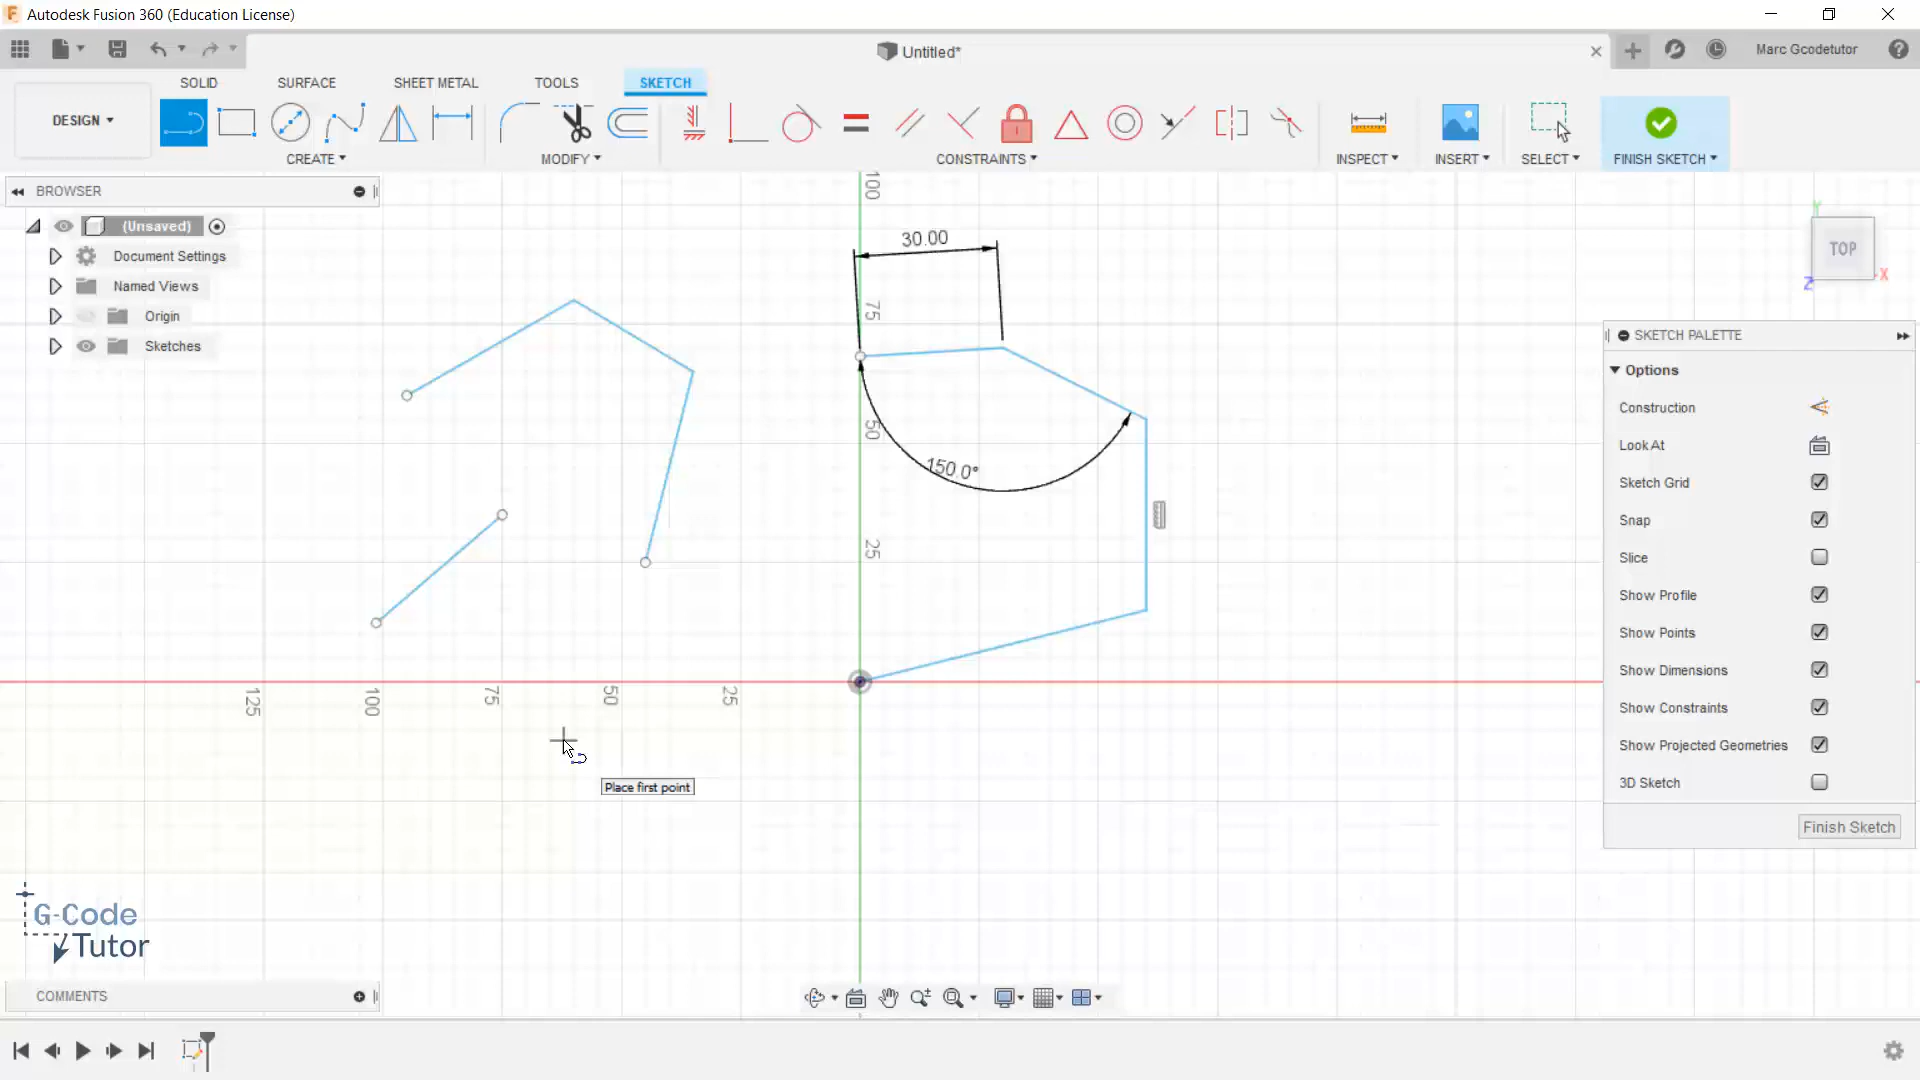 Autodesk Fusion 360 (Education License)
Untitled*
Marc Gcodetutor
SOLID
SURFACE
SHEET METAL
TOOLS
SKETCH
DESIGN
CREATE
MODIFY
CONSTRAINTS
INSPECT
INSERT
SELECT
FINISH SKETCH
BROWSER
(Unsaved)
Document Settings
Named Views
Origin
Sketches
100
75
50
25
30.00
150.0°
125
100
75
50
25
TOP
Y
X
Z
SKETCH PALETTE
Options
Construction
Look At
Sketch Grid
Snap
Slice
Show Profile
Show Points
Show Dimensions
Show Constraints
Show Projected Geometries
3D Sketch
Finish Sketch
Place first point
G-Code
Tutor
COMMENTS